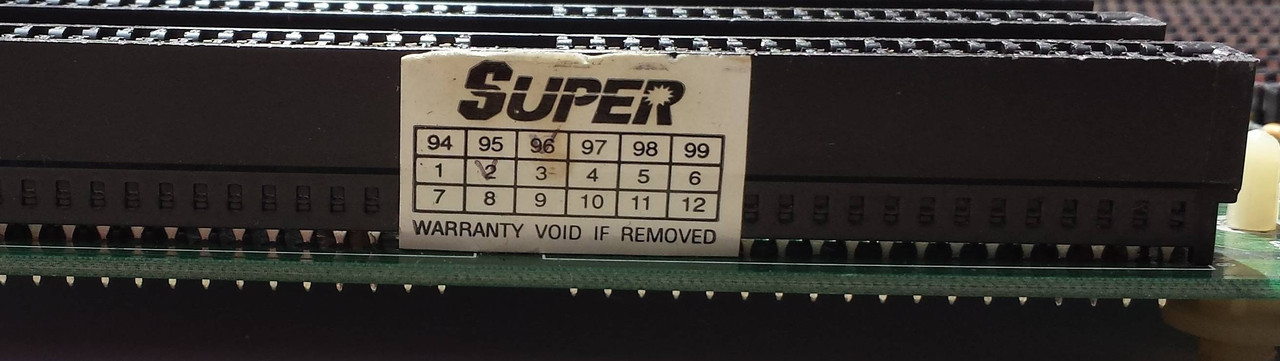 SUPER
94 95 96 97 98 99
1 2 3 4 5 6
7 8 9 10 11 12
WARRANTY VOID IF REMOVED